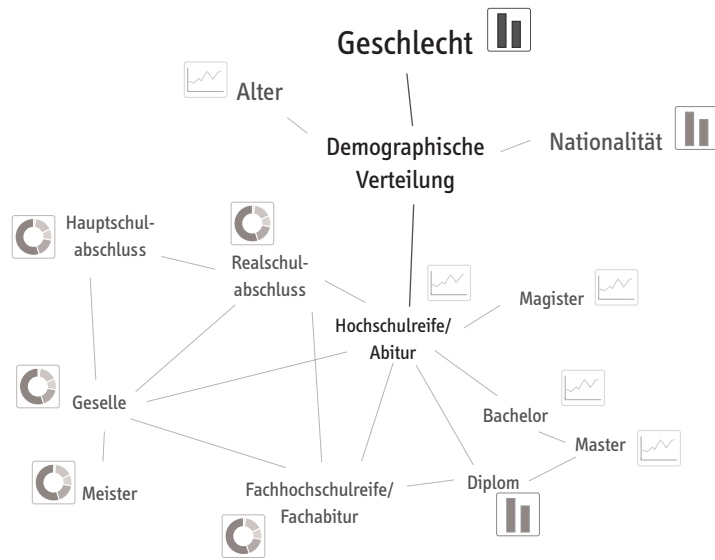 Geschlecht
Alter
Demographische
Verteilung
Nationalität
Hauptschul-
abschluss
Realschul-
abschluss
Hochschulreife/
Abitur
Magister
Geselle
Bachelor
Master
Meister
Fachhochschulreife/
Fachabitur
Diplom